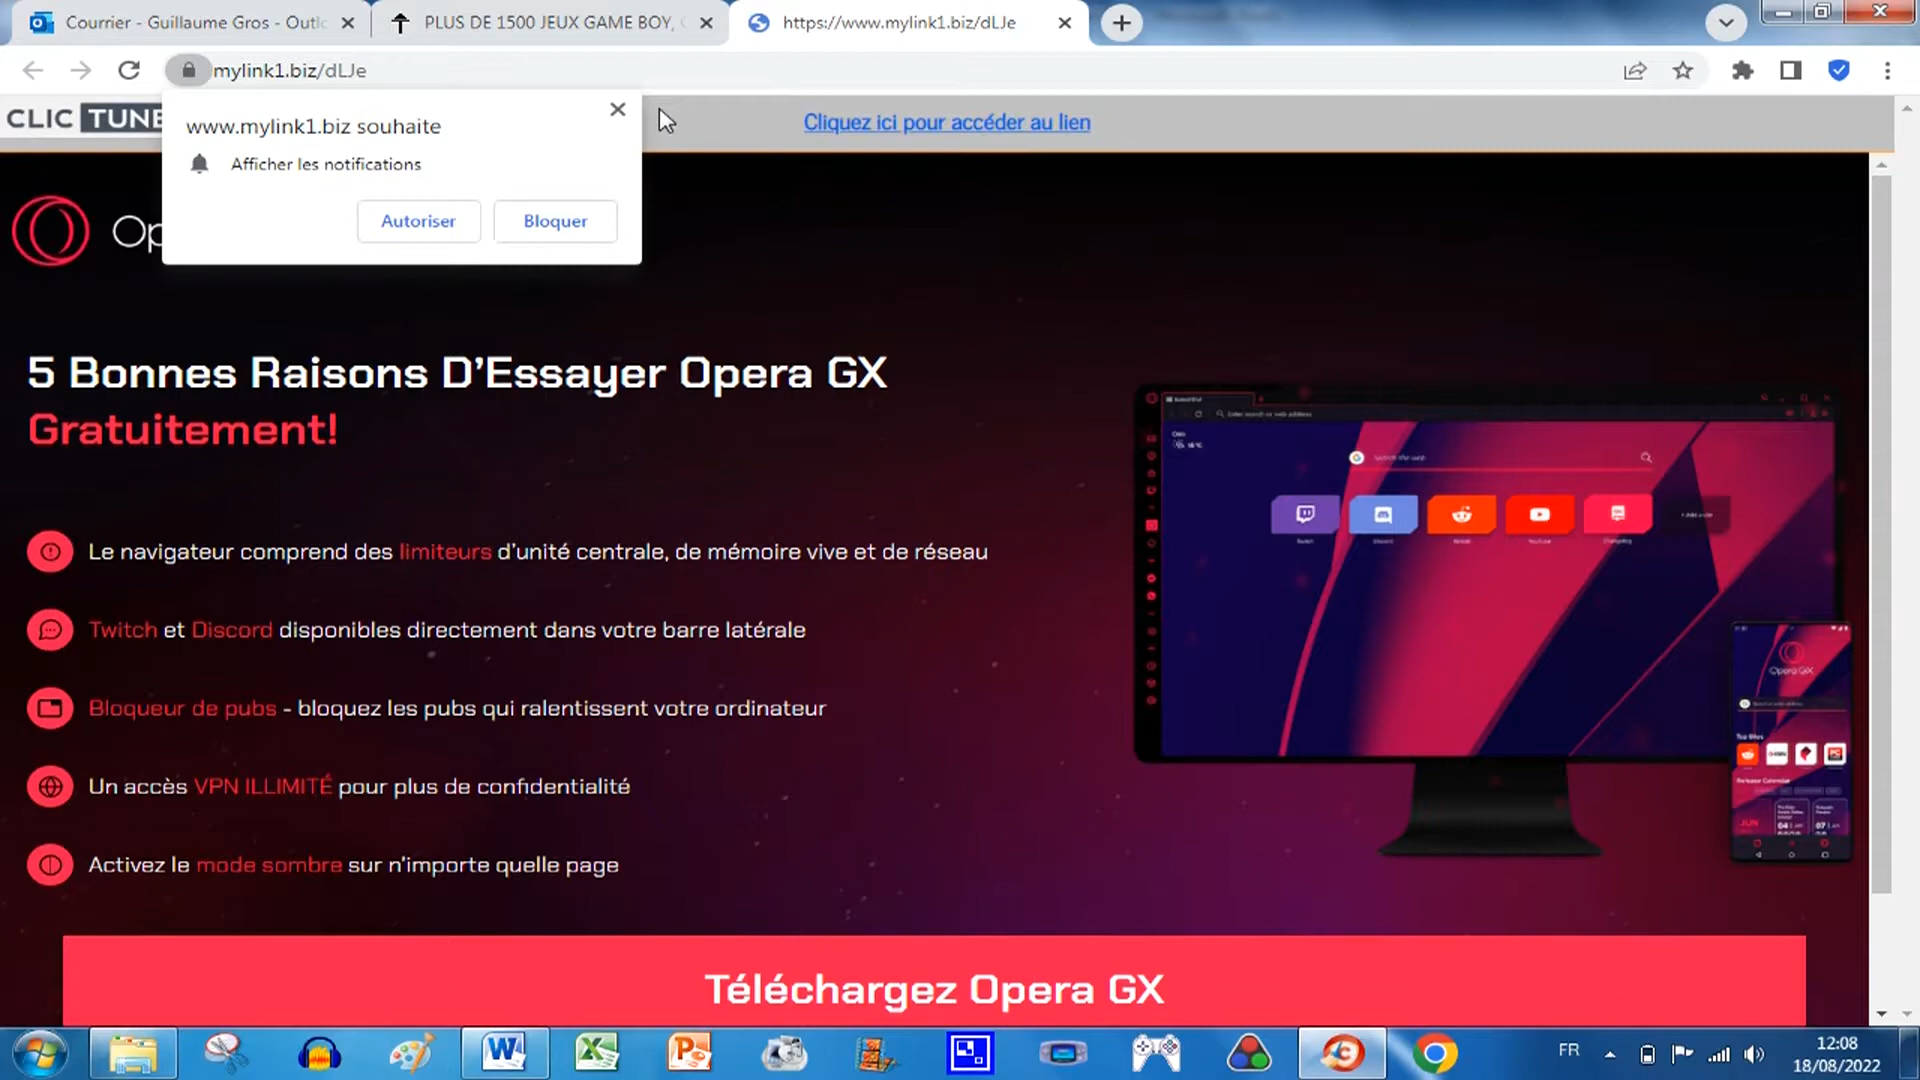 Courrier - Guillaume Gros - Outl
PLUS DE 1500 JEUX GAME BOY,
https://www.mylink1.biz/dLJe
mylink1.biz/dLJe
CLIC TUNE
Cliquez ici pour accéder au lien
www.mylink1.biz souhaite
Afficher les notifications
Autoriser
Bloquer
Op
5 Bonnes Raisons D'Essayer Opera GX
Gratuitement!
Le navigateur comprend des limiteurs d'unité centrale, de mémoire vive et de réseau
Twitch et Discord disponibles directement dans votre barre latérale
Bloqueur de pubs - bloquez les pubs qui ralentissent votre ordinateur
Un accès VPN ILLIMITÉ pour plus de confidentialité
Activez le mode sombre sur n'importe quelle page
Opera GX
JUN
Téléchargez Opera GX
FR
12:08
18/08/2022